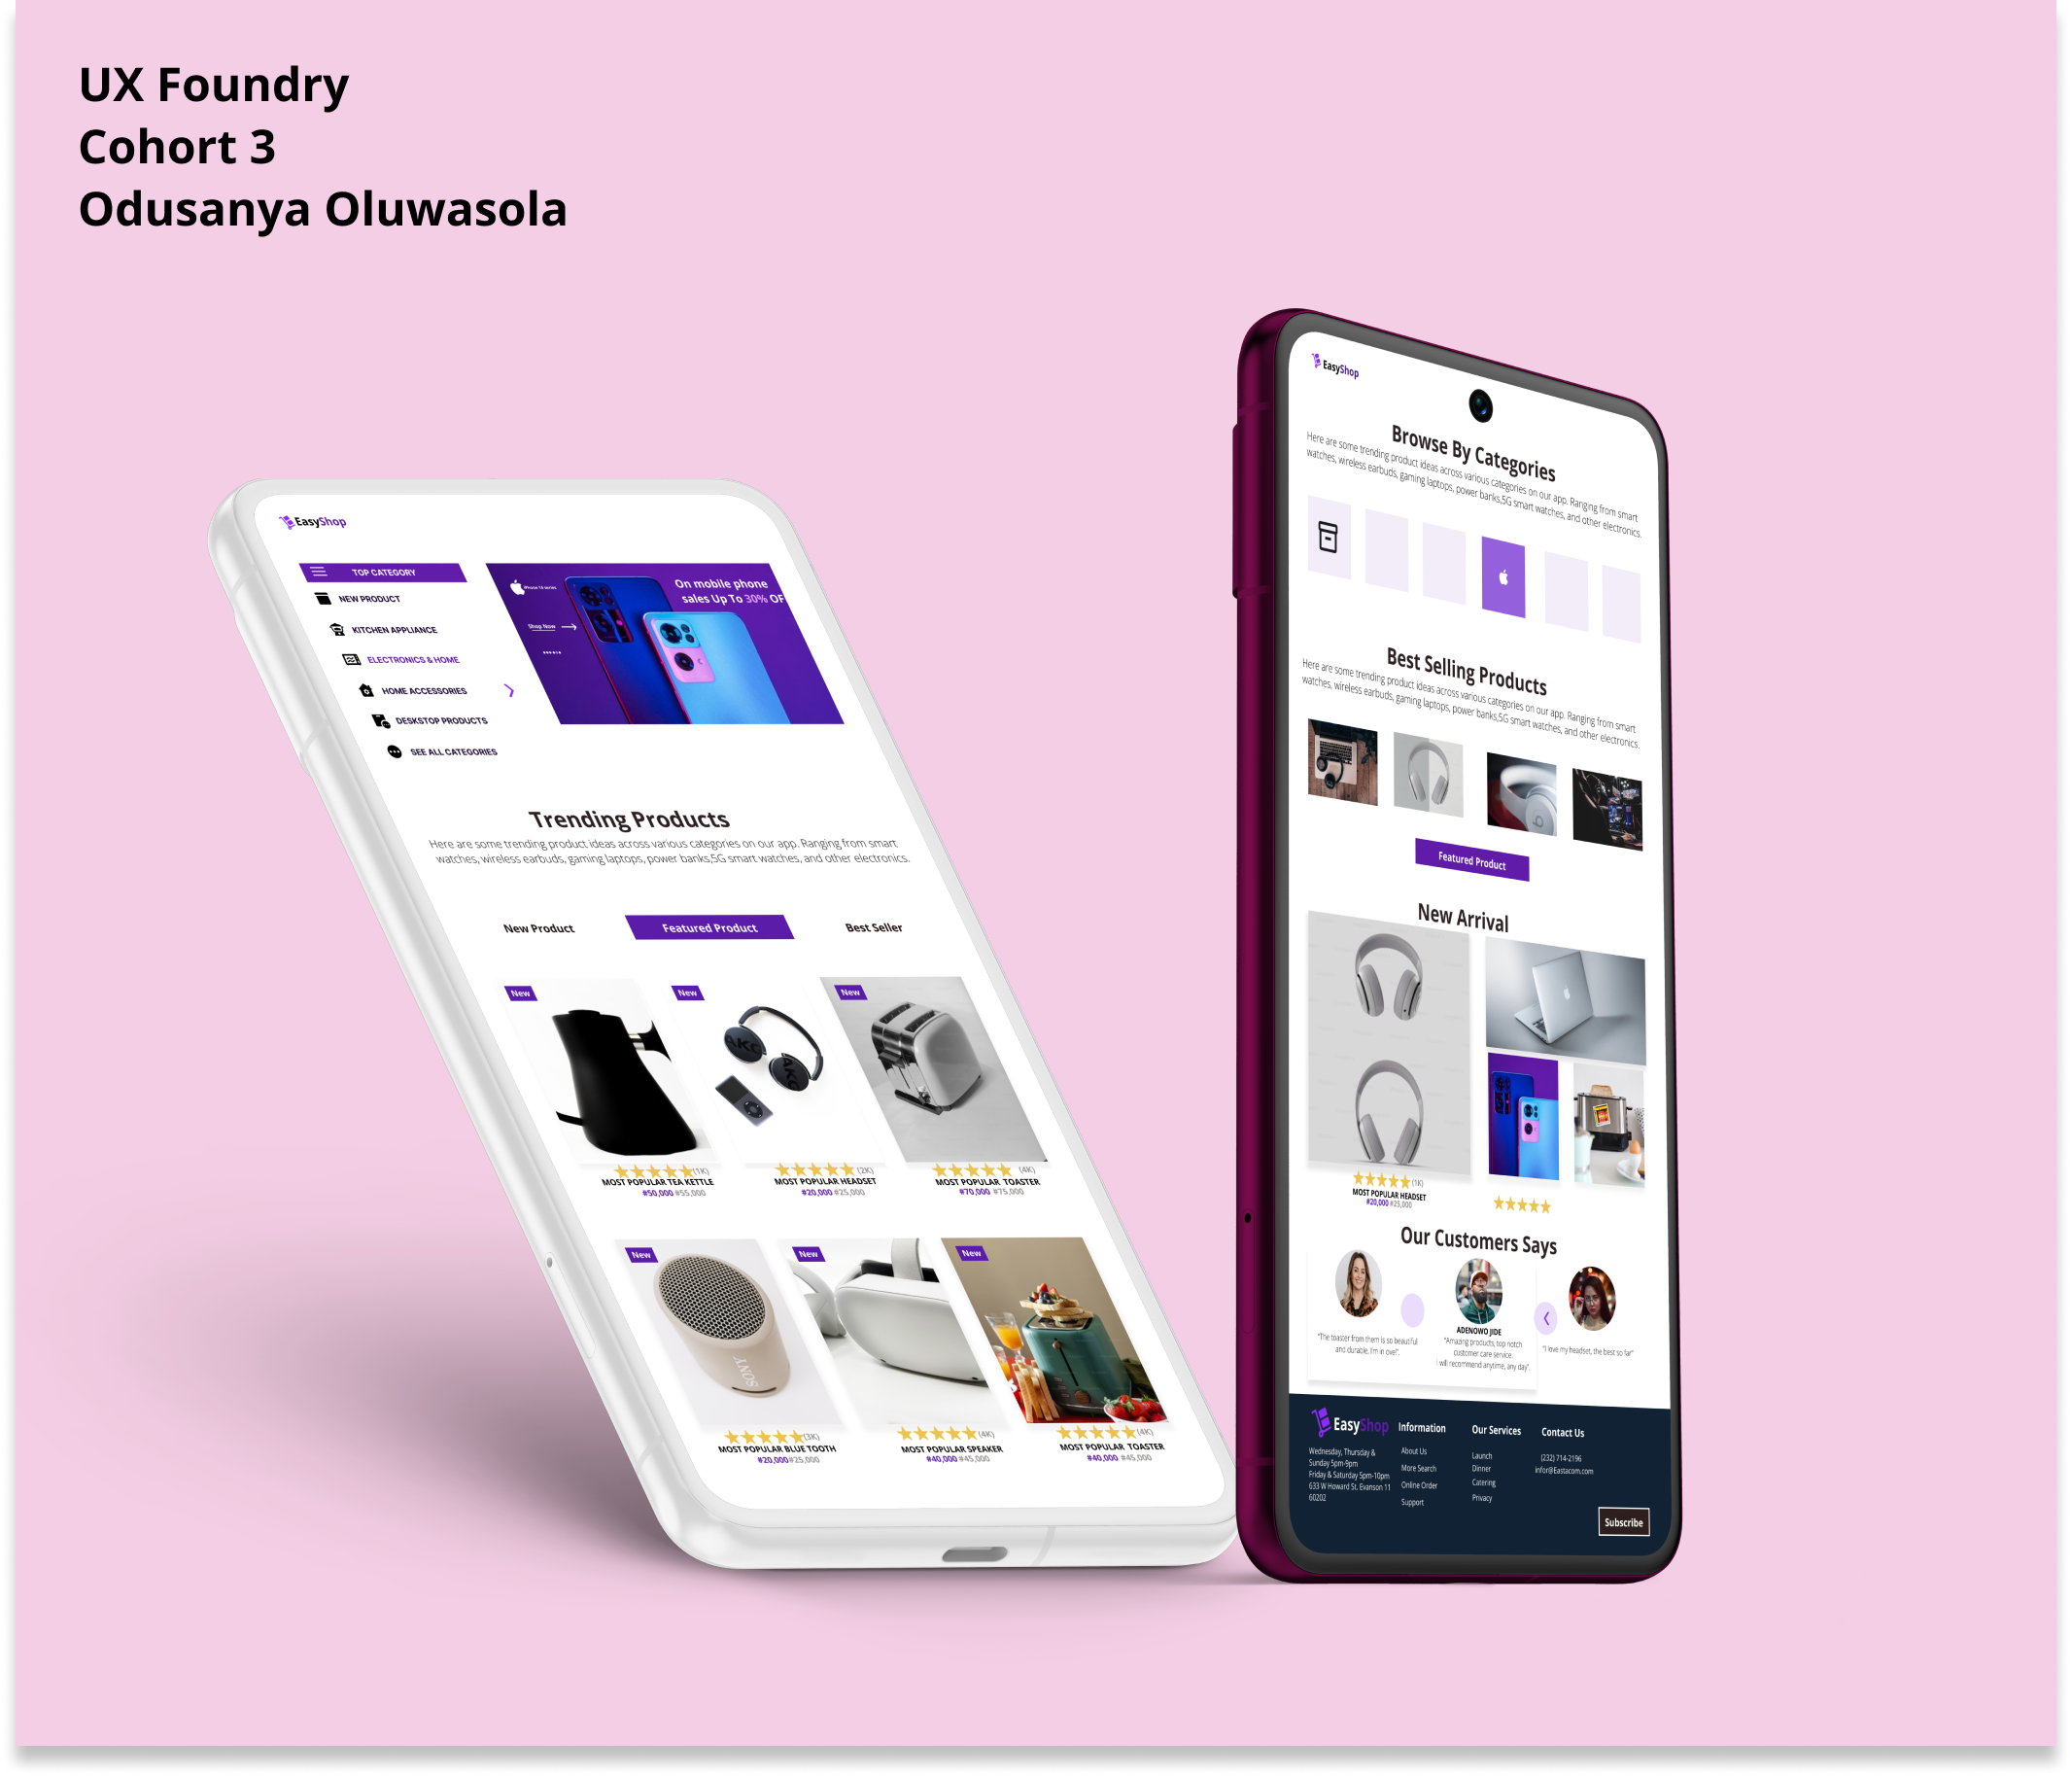 UX Foundry
Cohort 3
Odusanya Oluwasola
EasyShop
TOP CATEGORY
NEW PRODUCT
KITCHEN APPLIANCE
ELECTRONICS & HOME
HOME ACCESSORIES
DESKSTOP PRODUCTS
SEE ALL CATEGORIES
On mobile phone
sales Up To 30% OF
Shop Now
Trending Products
Here are some trending product ideas across various categories on our app. Ranging from smart
watches, wireless earbuds, gaming laptops, power banks,5G smart watches, and other electronics.
New Product
Featured Product
Best Seller
New
New
New
AKG
AKG
(1K)
MOST POPULAR TEA KETTLE
#50,000 #55,000
(2K)
MOST POPULAR HEADSET
#20,000 #25,000
(4K)
MOST POPULAR TOASTER
#70,000 #75,000
New
New
New
SONY
(3K)
MOST POPULAR BLUE TOOTH
#20,000#25,000
(4K)
MOST POPULAR SPEAKER
#40,000 #45,000
(4K)
MOST POPULAR TOASTER
#40,000 #45,000
EasyShop
Browse By Categories
Here are some trending product ideas across various categories on our app. Ranging from smart
watches, wireless earbuds, gaming laptops, power banks,5G smart watches, and other electronics.
Best Selling Products
Here are some trending product ideas across various categories on our app. Ranging from smart
watches, wireless earbuds, gaming laptops, power banks,5G smart watches, and other electronics.
Featured Product
New Arrival
(1K)
MOST POPULAR HEADSET
#20,000 #25,000
Our Customers Says
"The toaster from them is so beautiful
and durable, I'm in ove!".
ADENOWO JIDE
"Amazing products, top notch
customer care service.
I will recommend anytime, any day".
"I love my headset, the best so far"
EasyShop
Wednesday, Thursday &
Sunday 5pm-9pm
Friday & Saturday 5pm-10pm
633 W Howard St. Evanson 11
60202
Information
About Us
More Search
Online Order
Support
Our Services
Launch
Dinner
Catering
Privacy
Contact Us
(232) 714-2196
infor@Eastacom.com
Subscribe